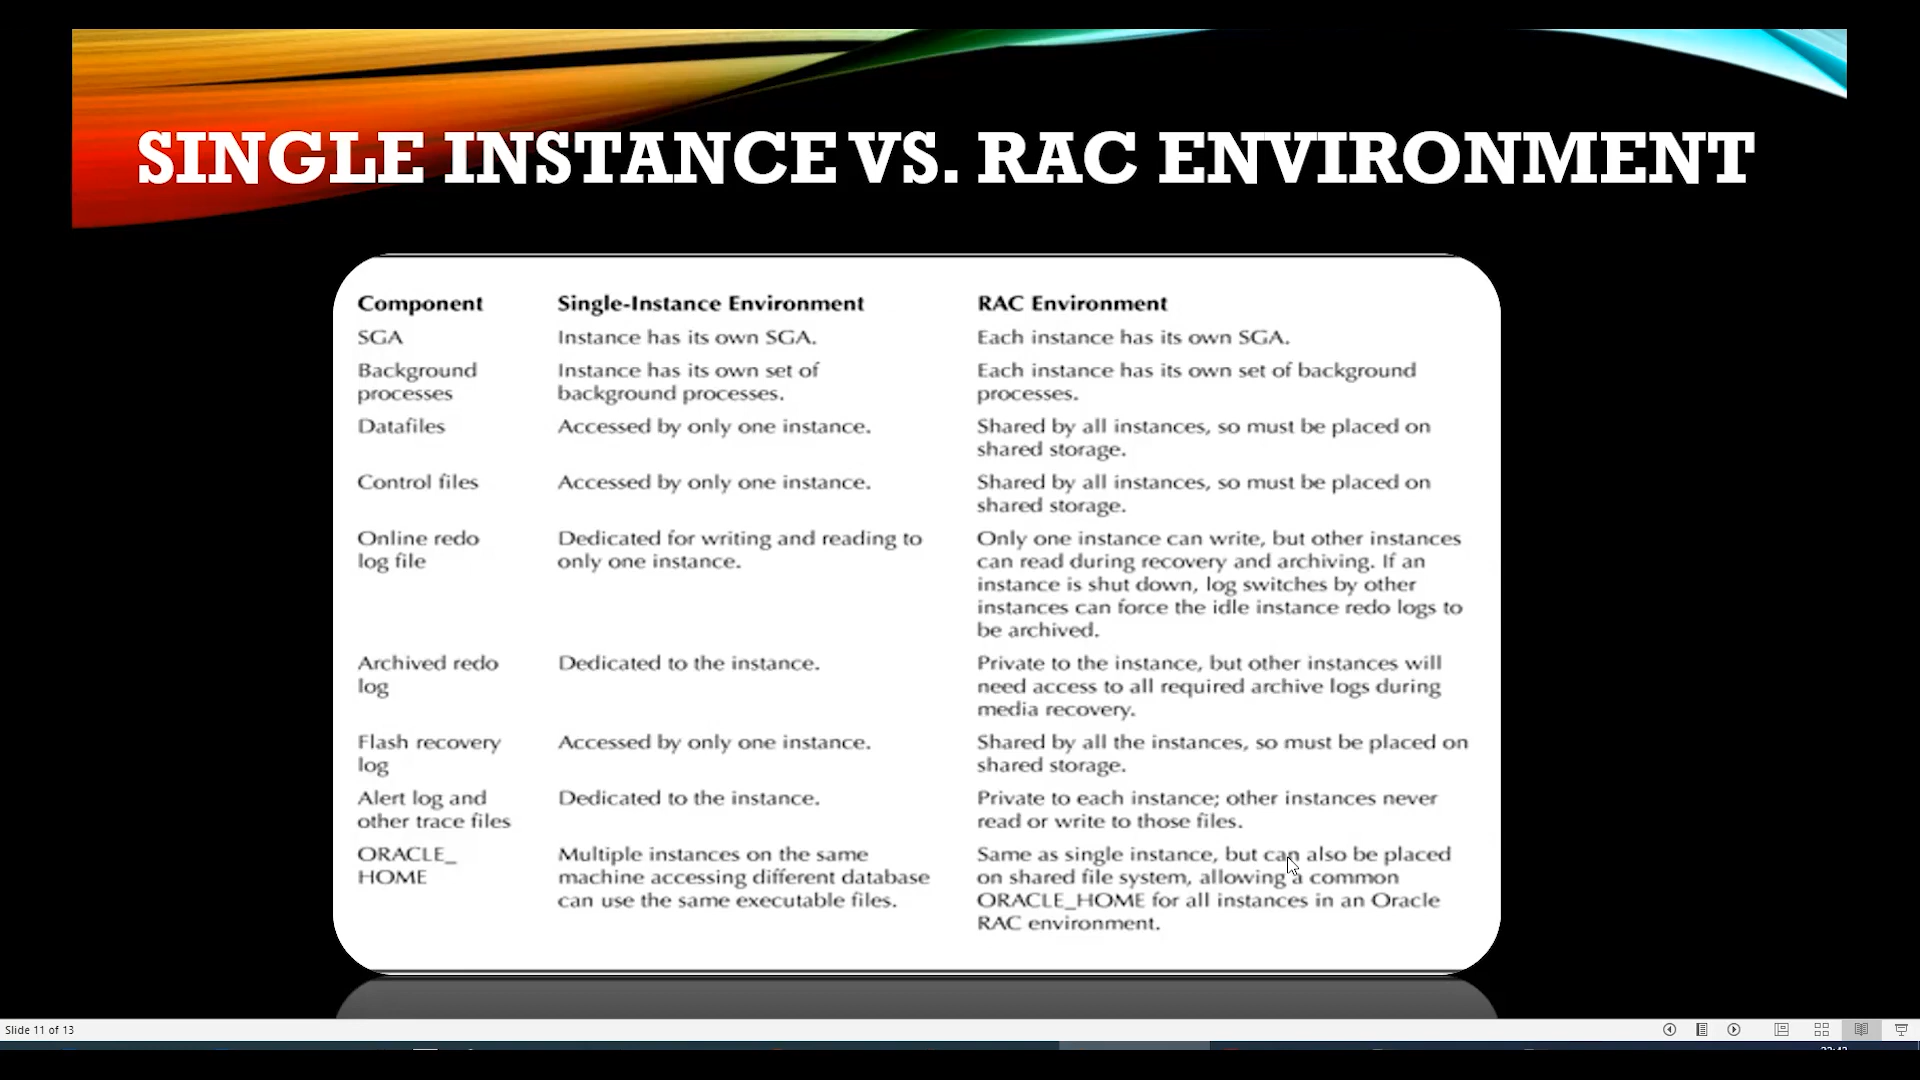 SINGLE INSTANCE VS. RAC ENVIRONMENT
Component Single-Instance Environment RAC Environment
SGA Instance has its own SGA. Each instance has its own SGA.
Background Instance has its own set of Each instance has its own set of background
processes background processes. processes.
Datafiles Accessed by only one instance. Shared by all instances, so must be placed on
shared storage.
Control files Accessed by only one instance. Shared by all instances, so must be placed on
shared storage.
Online redo Dedicated for writing and reading to Only one instance can write, but other instances
log file only one instance. can read during recovery and archiving. If an
instance is shut down, log switches by other
instances can force the idle instance redo logs to
be archived.
Archived redo Dedicated to the instance. Private to the instance, but other instances will
log need access to all required archive logs during
media recovery.
Flash recovery Accessed by only one instance. Shared by all the instances, so must be placed on
log shared storage.
Alert log and Dedicated to the instance. Private to each instance; other instances never
other trace files read or write to those files.
ORACLE_ Multiple instances on the same Same as single instance, but can also be placed
HOME machine accessing different database on shared file system, allowing a common
can use the same executable files. ORACLE_HOME for all instances in an Oracle
RAC environment.
Slide 11 of 13